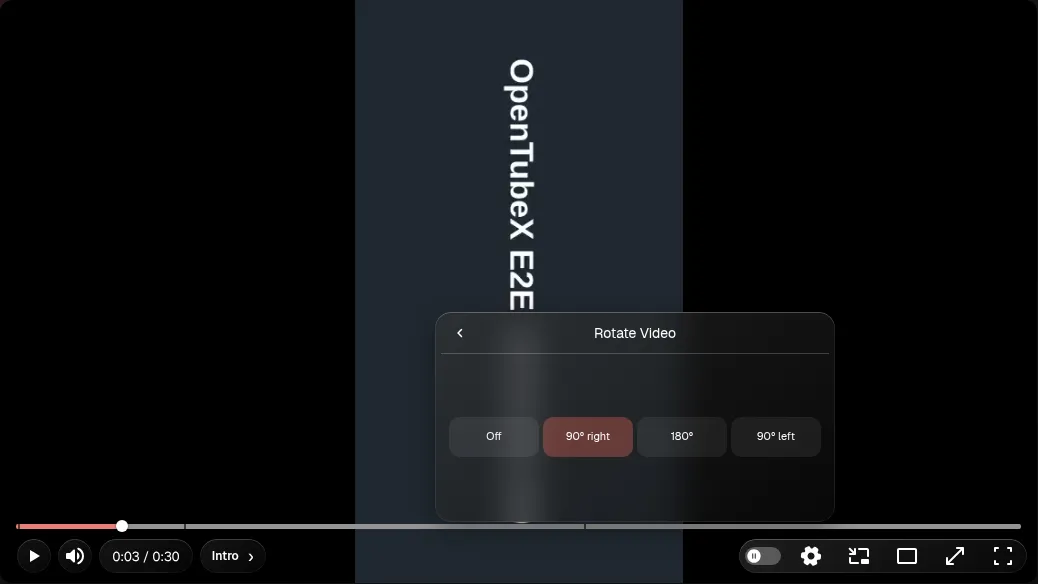 OpenTubeX E2E
Rotate Video
Off
90° right
180°
90° left
0:03 / 0:30
Intro